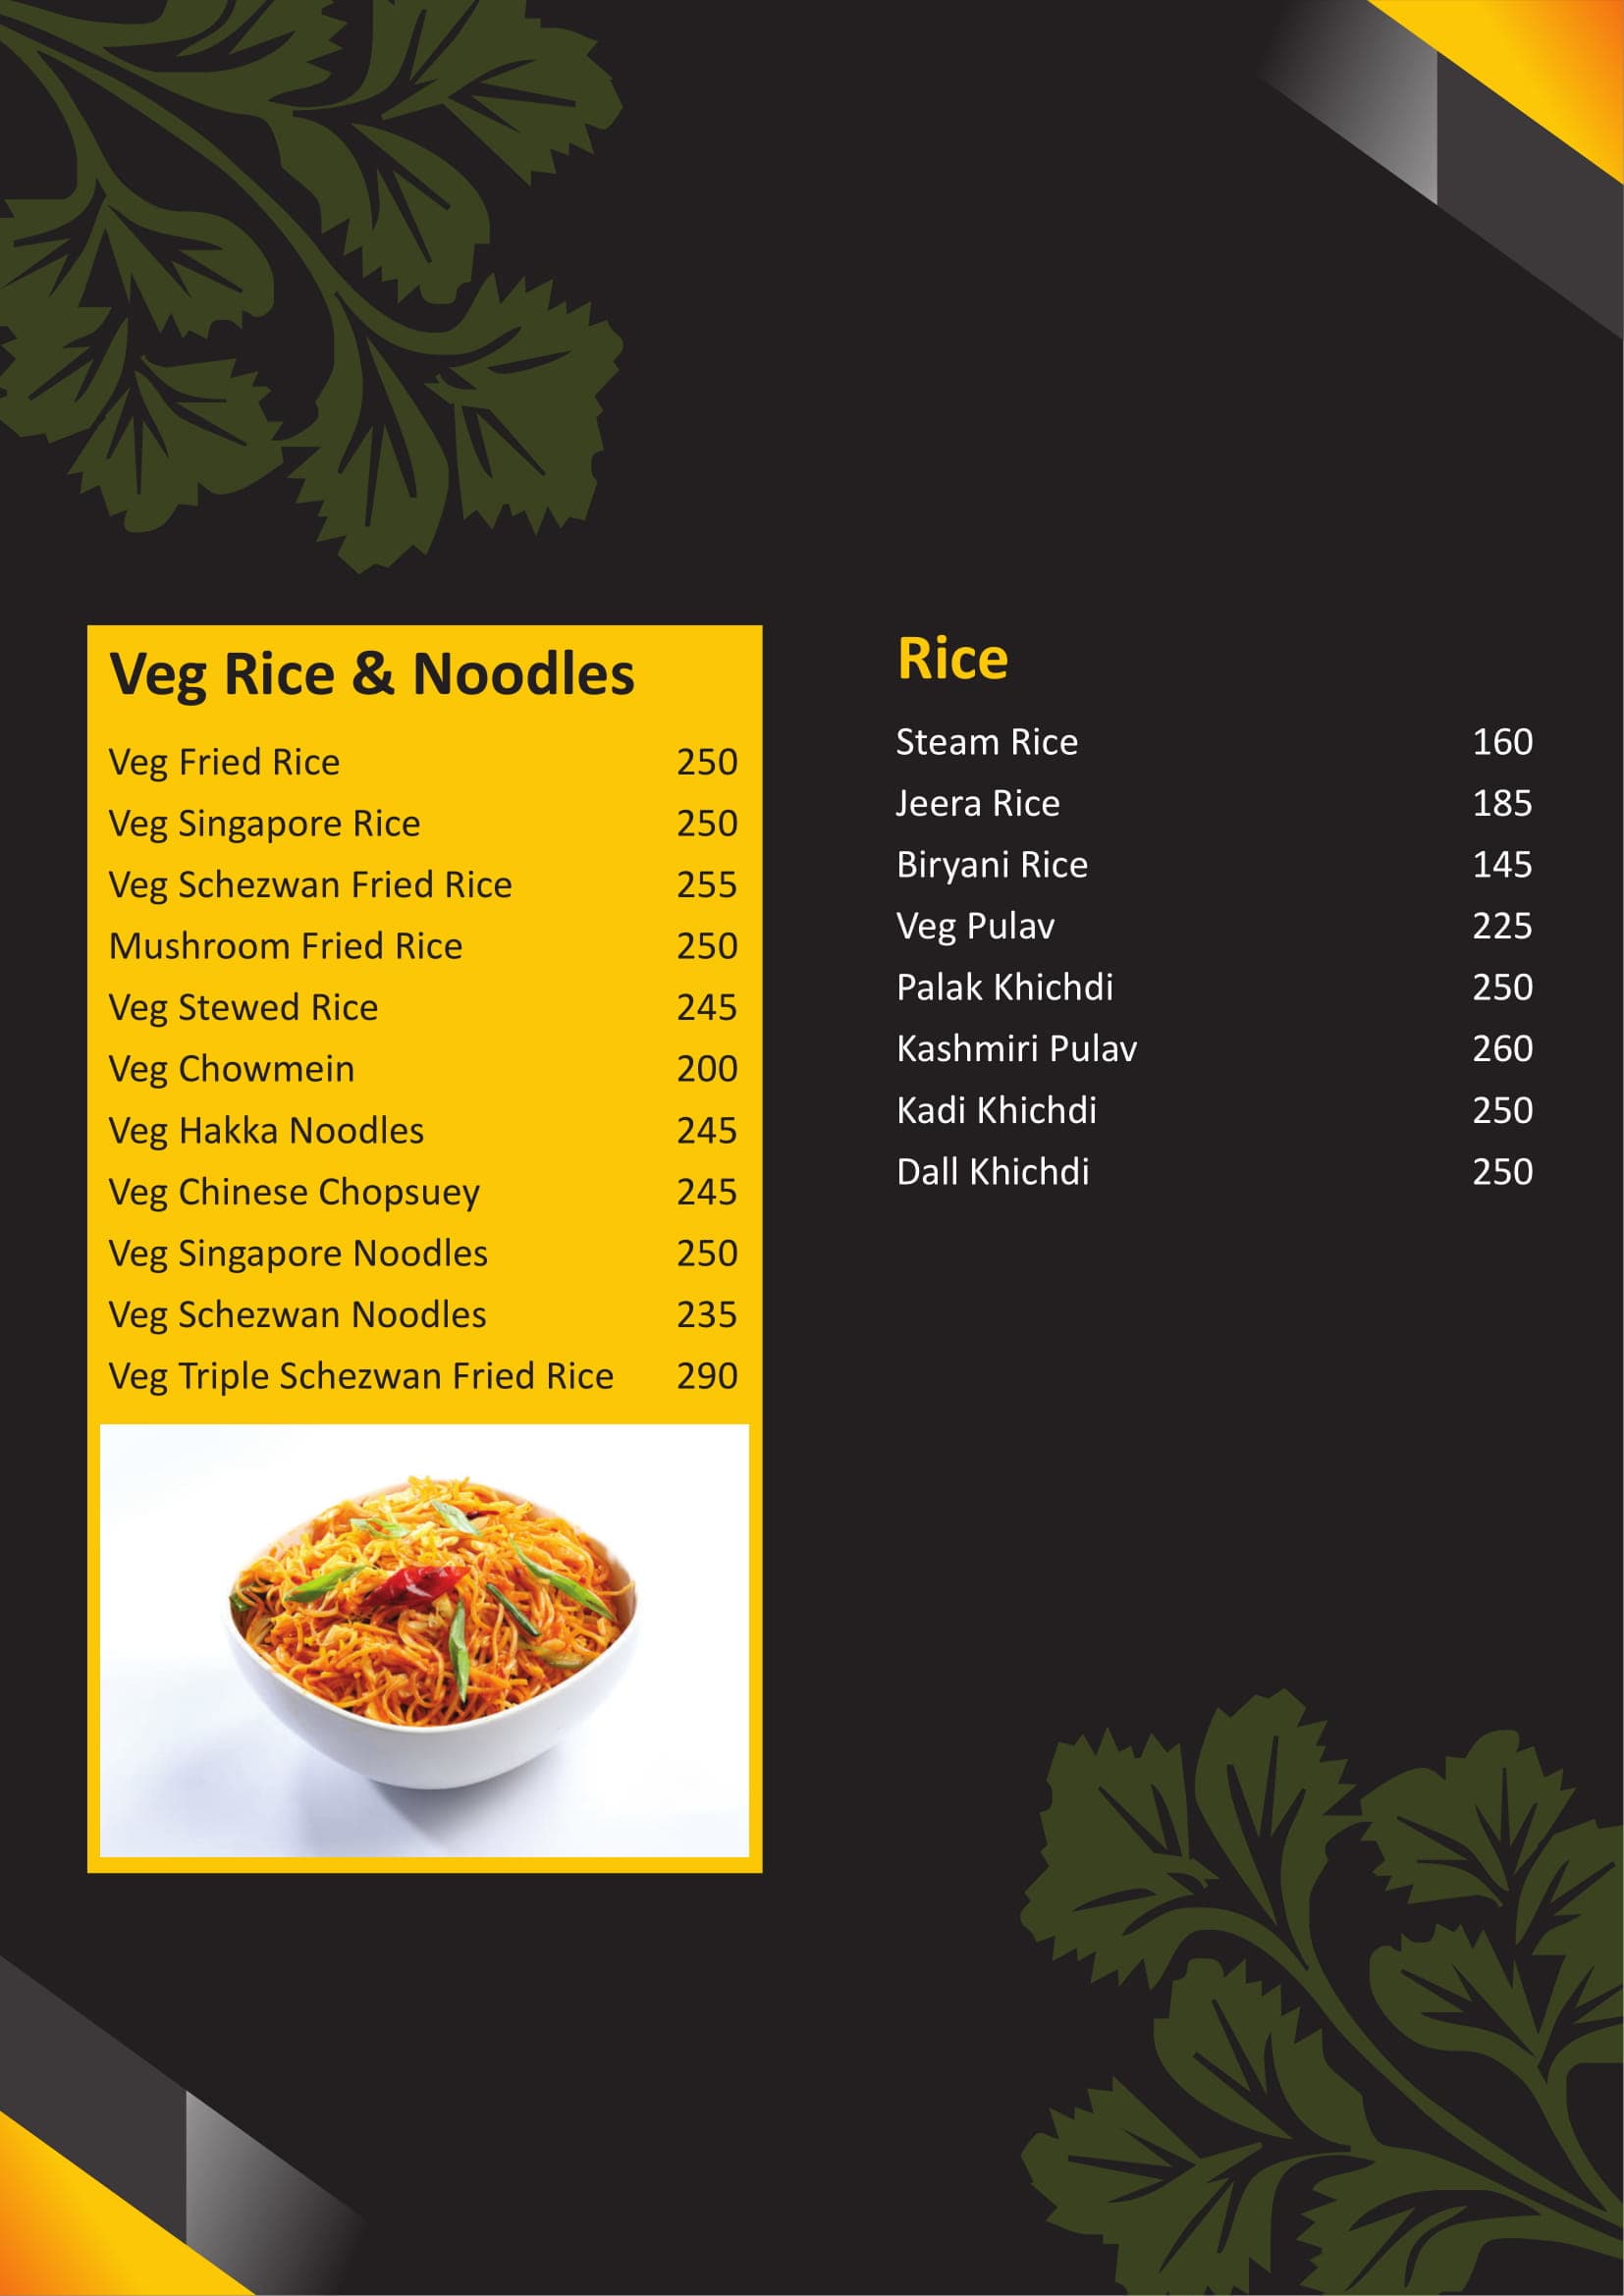 Veg Rice & Noodles
Veg Fried Rice 250
Veg Singapore Rice 250
Veg Schezwan Fried Rice 255
Mushroom Fried Rice 250
Veg Stewed Rice 245
Veg Chowmein 200
Veg Hakka Noodles 245
Veg Chinese Chopsuey 245
Veg Singapore Noodles 250
Veg Schezwan Noodles 235
Veg Triple Schezwan Fried Rice 290
Rice
Steam Rice 160
Jeera Rice 185
Biryani Rice 145
Veg Pulav 225
Palak Khichdi 250
Kashmiri Pulav 260
Kadi Khichdi 250
Dall Khichdi 250